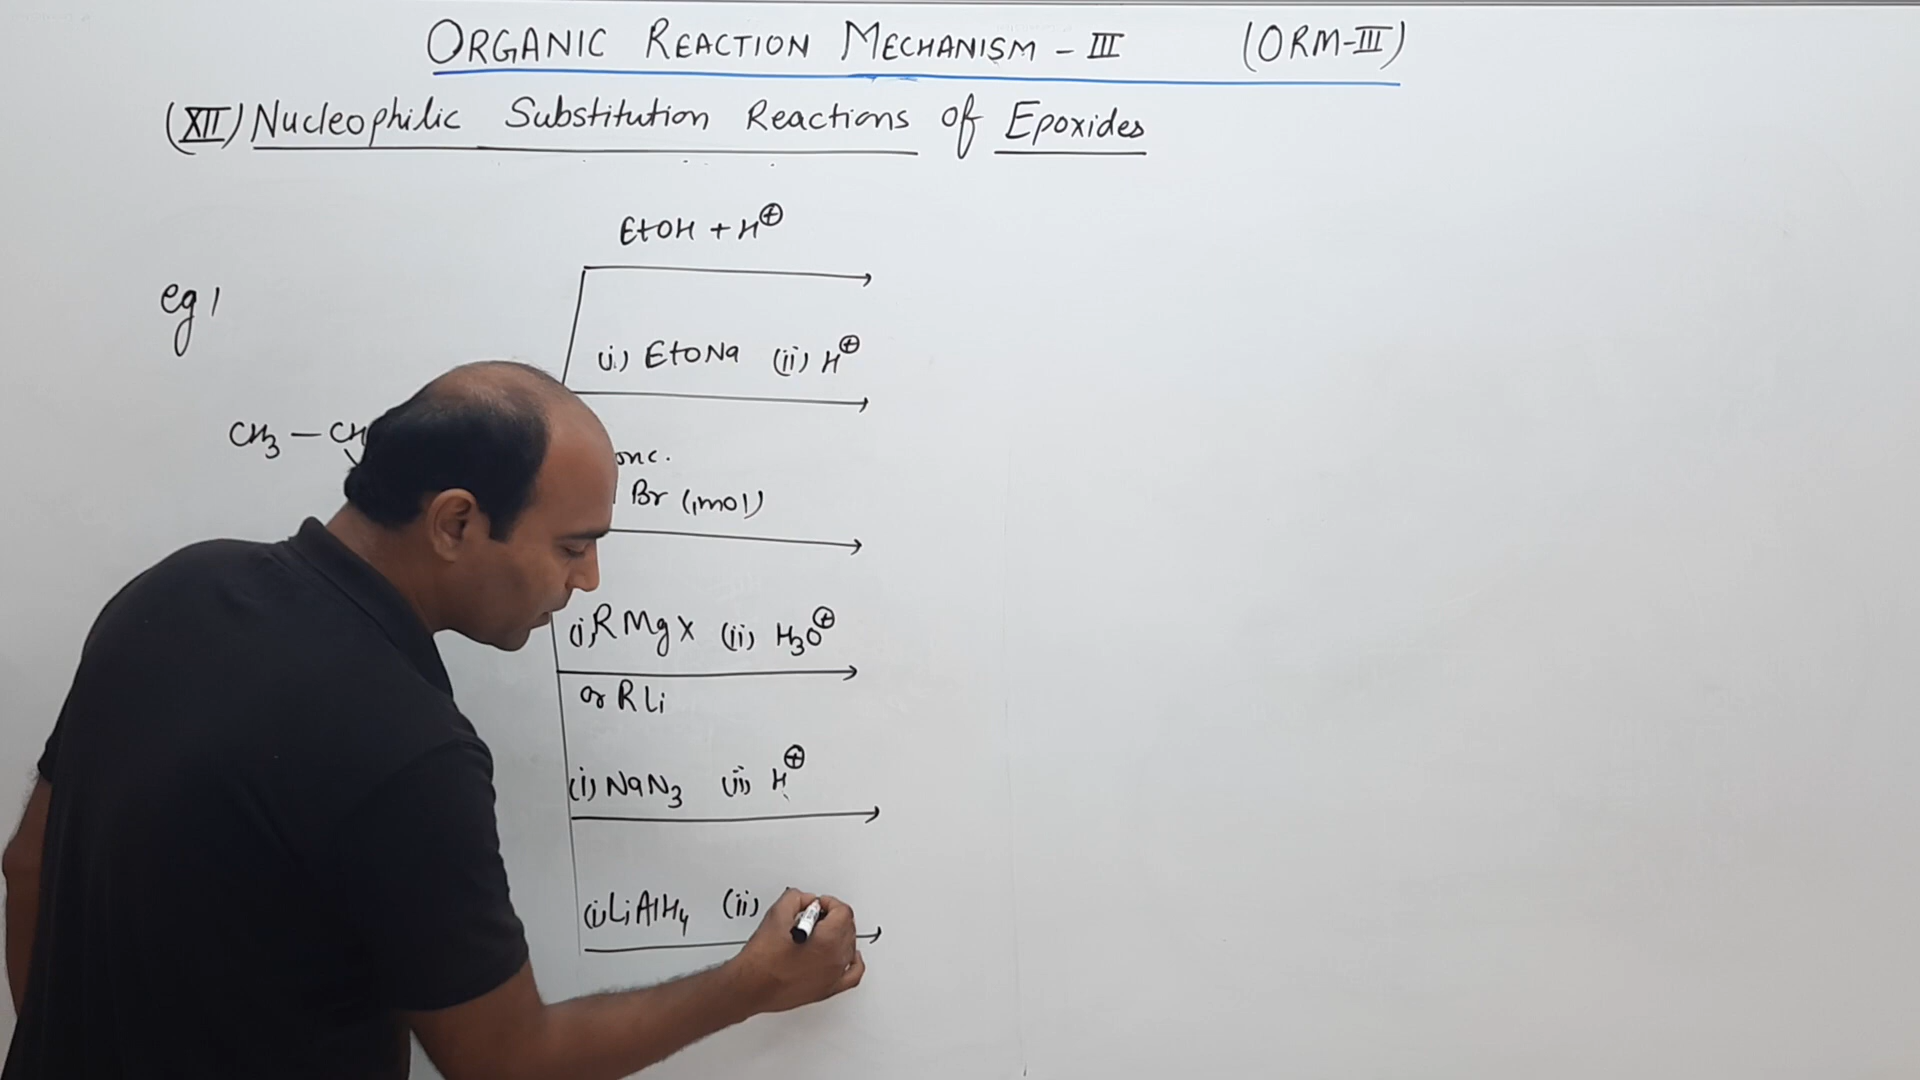 ORGANIC REACTION MECHANISM - III (ORM-III)
(XII) Nucleophilic Substitution Reactions of Epoxides
EtOH + H⊕
eg 1
(i) EtONa (ii) H⊕
CH3 — CH
onc.
Br (1mol)
(i) RMgX (ii) H3O⊕
or RLi
(i) NaN3 (ii) H⊕
(i) LiAlH4 (ii)